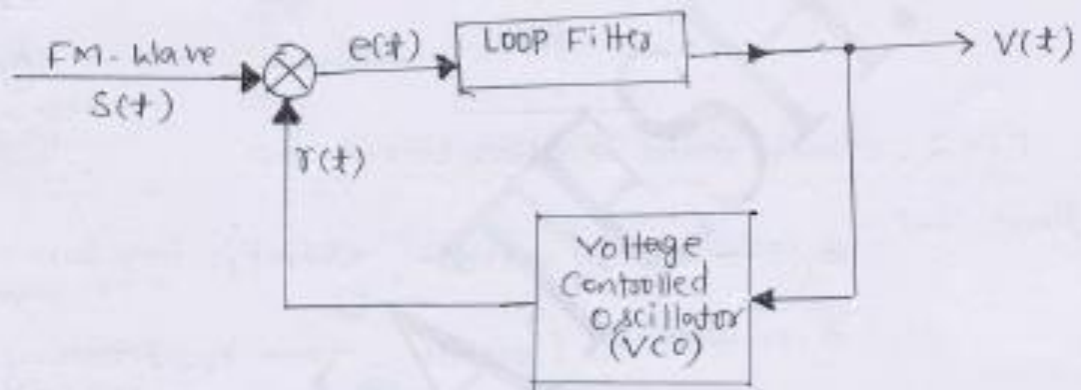 FM-Wave
S(t)
e(t)
LOOP Filter
V(t)
r(t)
Voltage
Controlled
Oscillator
(VCO)